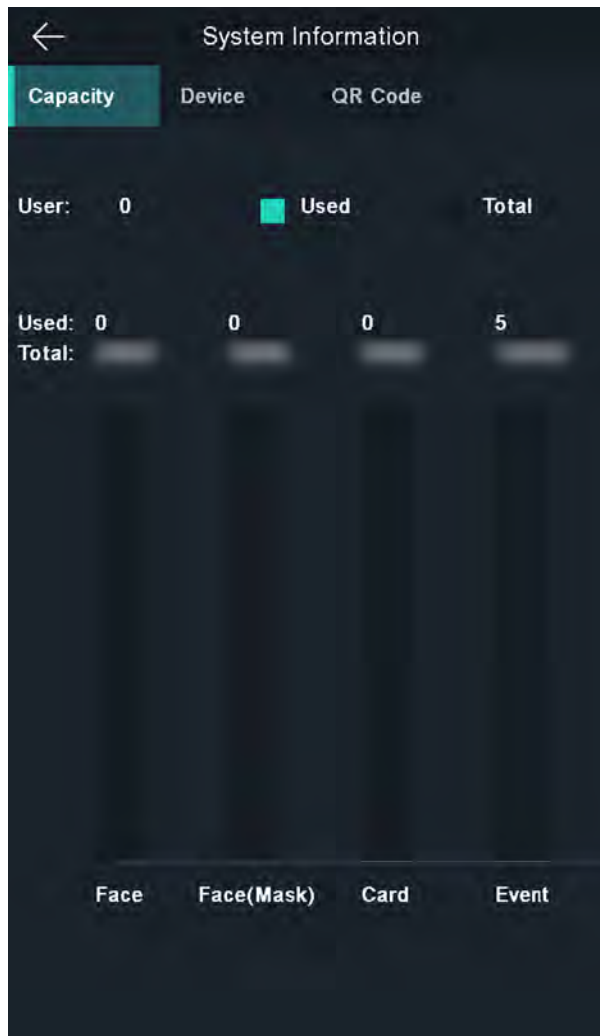 System Information
Capacity Device QR Code
User: 0 Used Total
Used: 0 0 0 5
Total:
Face Face(Mask) Card Event